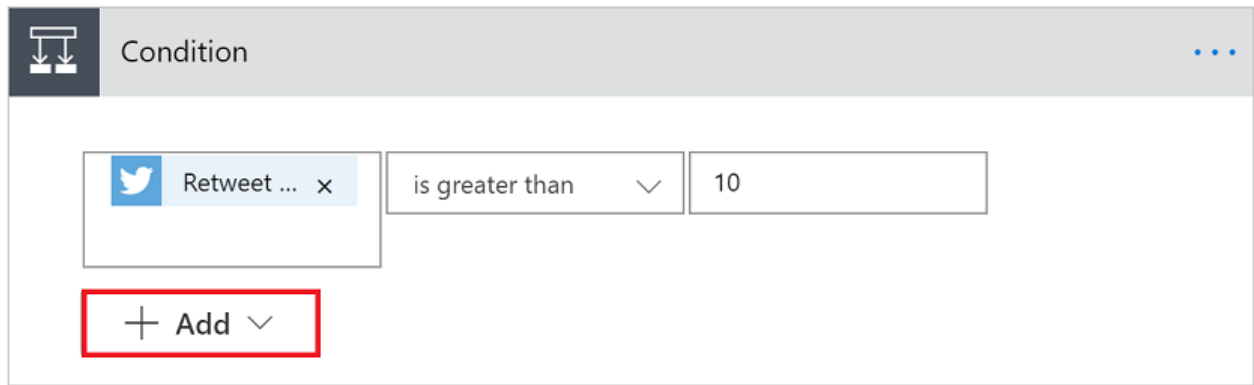 Condition
Retweet ... x is greater than 10
+ Add